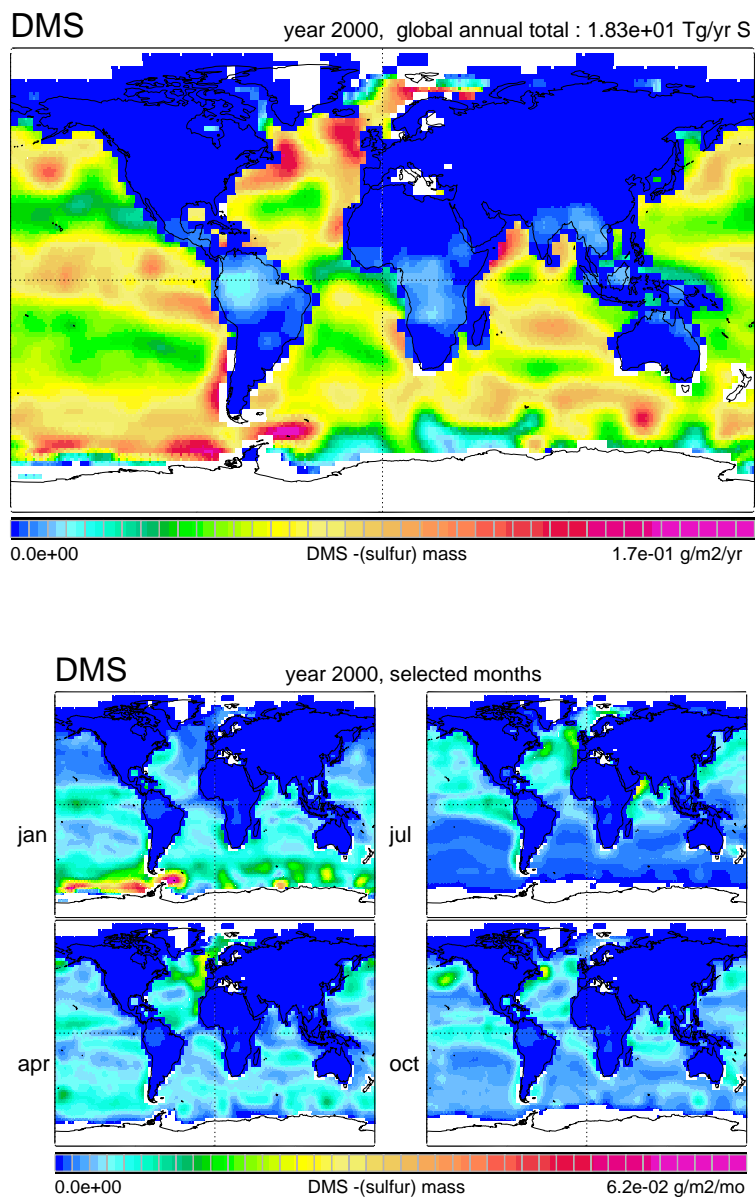 DMS year 2000, global annual total : 1.83e+01 Tg/yr S
0.0e+00 DMS -(sulfur) mass 1.7e-01 g/m2/yr
DMS year 2000, selected months
jan jul
apr oct
0.0e+00 DMS -(sulfur) mass 6.2e-02 g/m2/mo